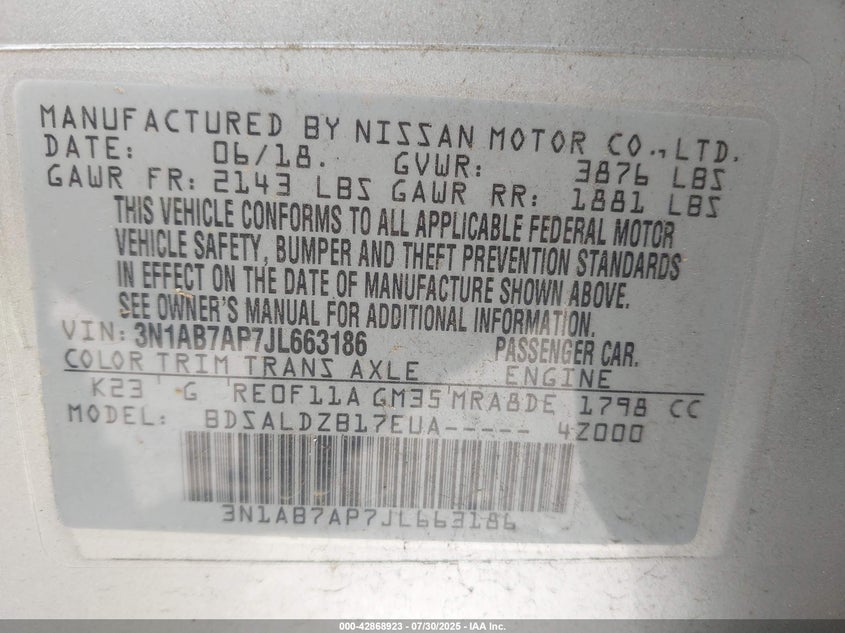 MANUFACTURED BY NISSAN MOTOR CO.,LTD.
DATE: 06/18. GVWR: 3876 LBS
GAWR FR: 2143 LBS GAWR RR: 1881 LBS
THIS VEHICLE CONFORMS TO ALL APPLICABLE FEDERAL MOTOR
VEHICLE SAFETY, BUMPER AND THEFT PREVENTION STANDARDS
IN EFFECT ON THE DATE OF MANUFACTURE SHOWN ABOVE.
SEE OWNER'S MANUAL FOR ADDITIONAL INFORMATION.
VIN: 3N1AB7AP7JL663186 PASSENGER CAR.
COLOR TRIM TRANS AXLE ENGINE
K23 G RE0F11A GM35 MRA8DE 1798 CC
MODEL: BDSALDZB17EUA----- 4Z000
3N1AB7AP7JL663186
000-42868923 | 07/30/2025 - IAA Inc.